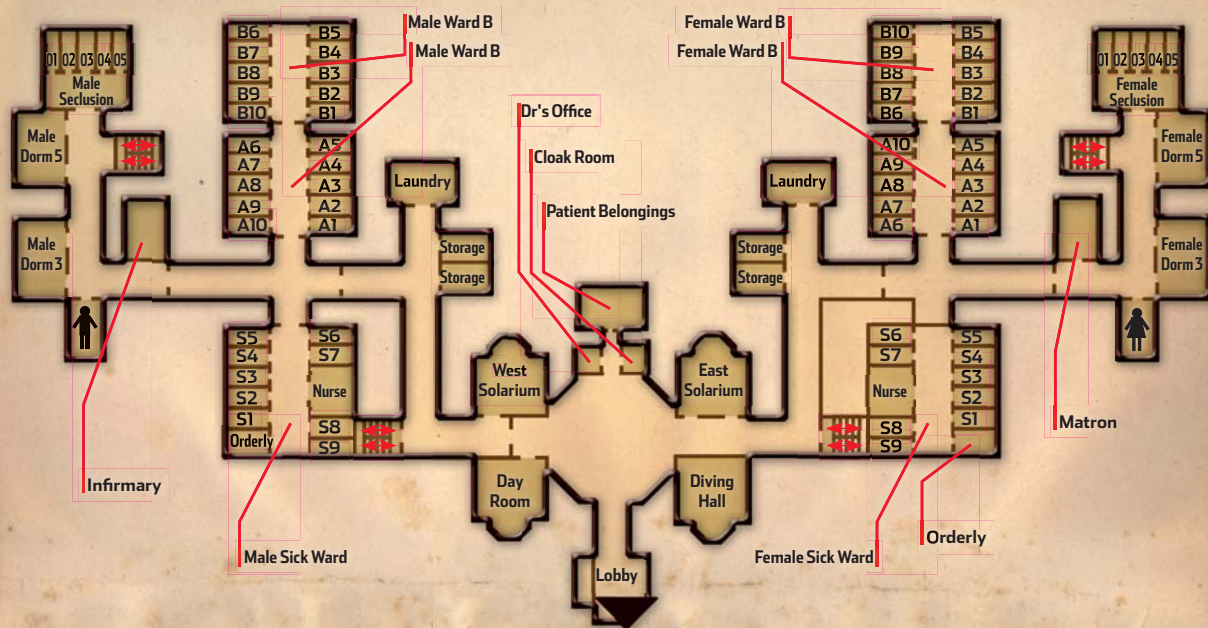 Male Ward B
Male Ward B
Female Ward B
Female Ward B
B6 B5
B7 B4
B8 B3
B9 B2
B10 B1
A6 A5
A7 A4
A8 A3
A9 A2
A10 A1
B10 B5
B9 B4
B8 B3
B7 B2
B6 B1
A10 A5
A9 A4
A8 A3
A7 A2
A6 A1
01 02 03 04 05
Male
Seclusion
01 02 03 04 05
Female
Seclusion
Male
Dorm 5
Female
Dorm 5
Dr's Office
Cloak Room
Patient Belongings
Laundry
Laundry
Storage
Storage
Storage
Storage
Male
Dorm 3
Female
Dorm 3
S5 S6
S4 S7
S3
S2 Nurse
S1 S8
Orderly S9
West
Solarium
East
Solarium
S6 S5
S7 S4
S3
Nurse S2
S8 S1
S9
Matron
Infirmary
Day
Room
Diving
Hall
Male Sick Ward
Female Sick Ward
Orderly
Lobby